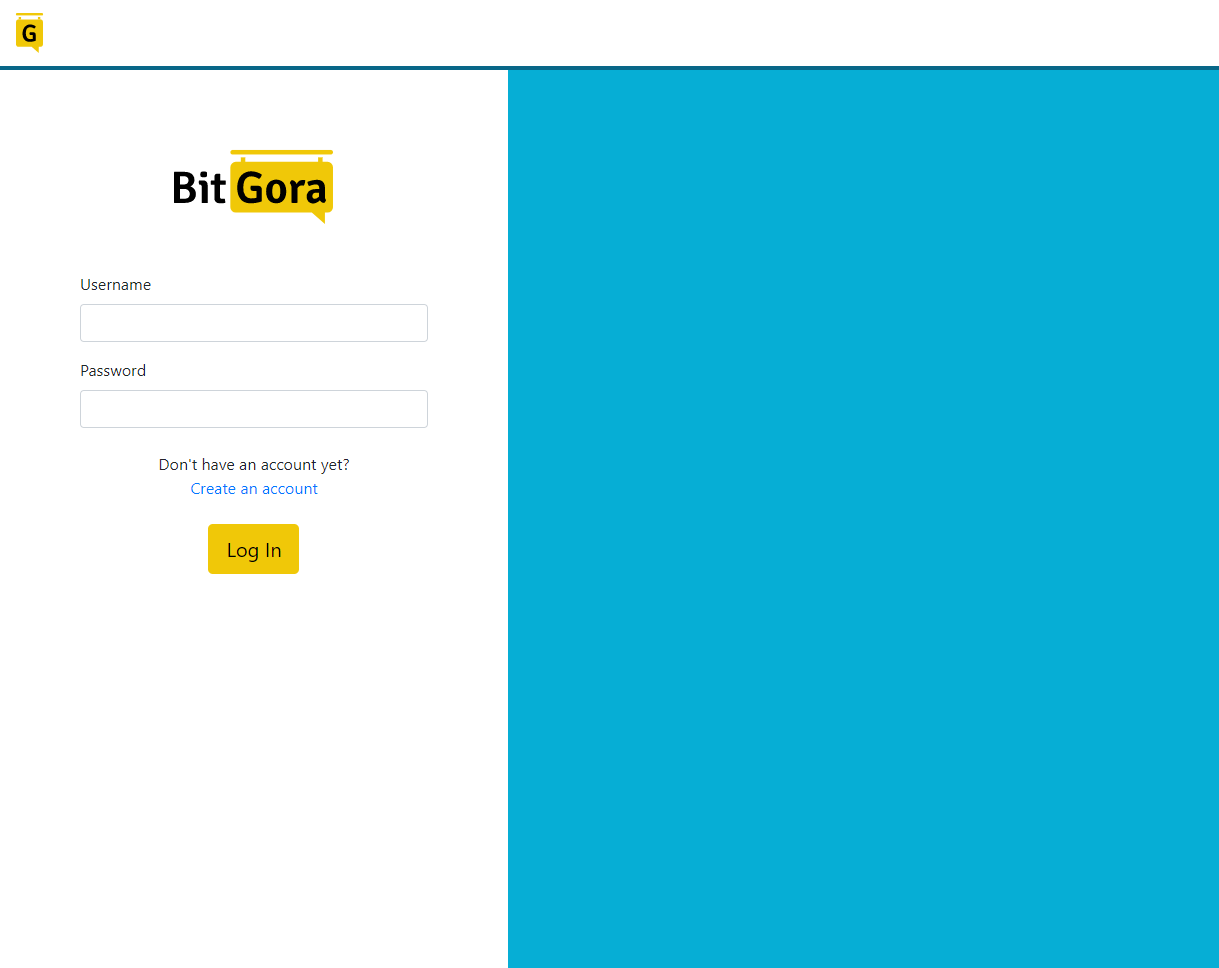 G
Bit Gora
Username
Password
Don't have an account yet?
Create an account
Log In